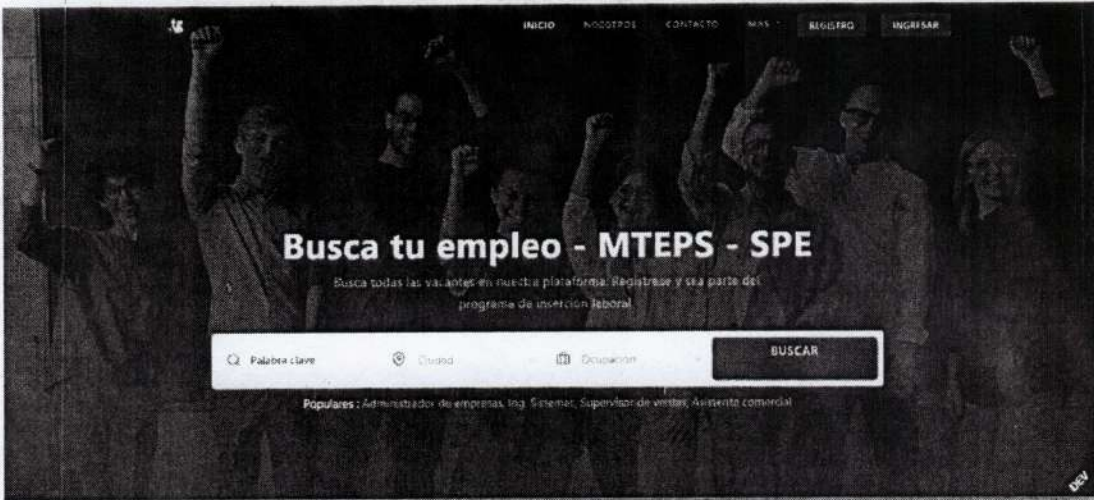 INICIO NOSOTROS CONTACTO MAS REGISTRO INGRESAR
Busca tu empleo - MTEPS - SPE
Busca todas las vacantes en nuestra plataforma. Registrese y sea parte del
programa de inserción laboral
Palabra clave Ciudad Ocupación BUSCAR
Populares : Administrador de empresas, Ing. Sistemas, Supervisor de ventas, Asistente comercial
DEV